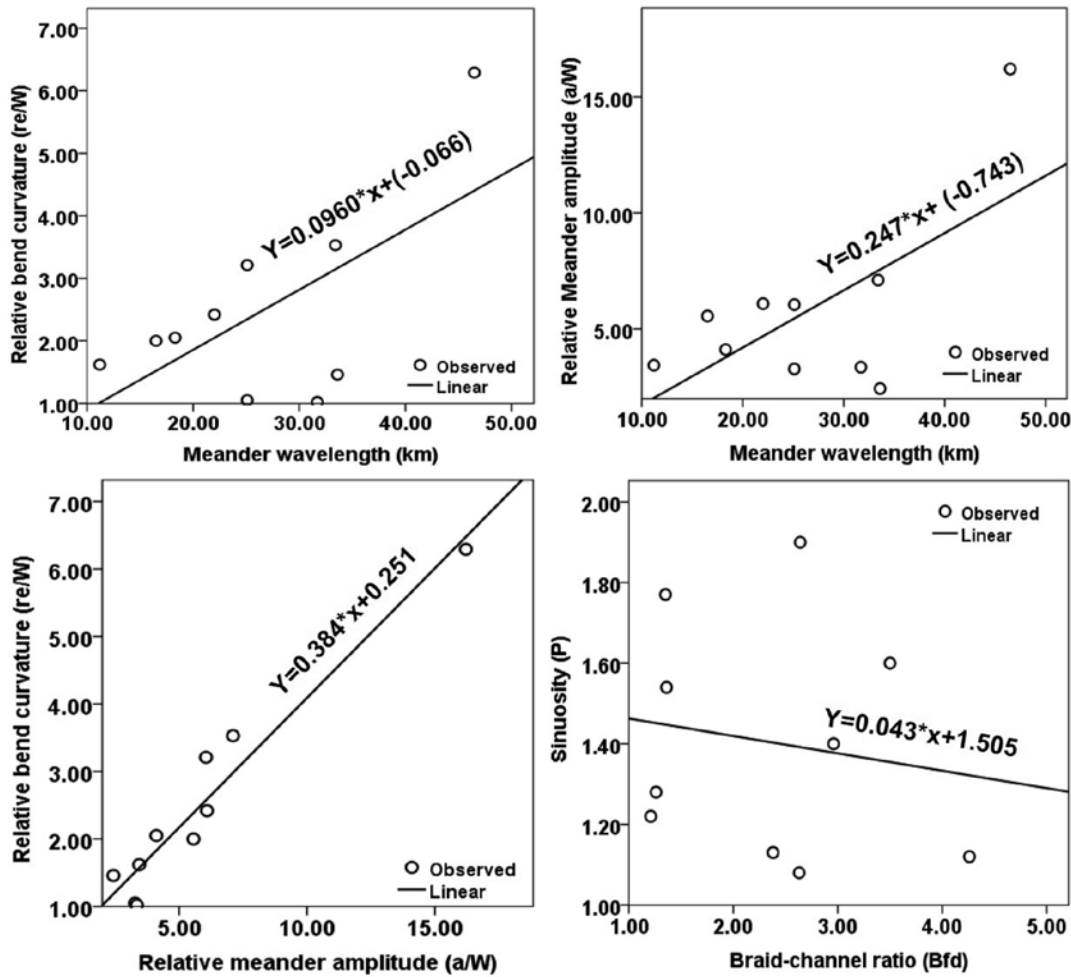 7.00
6.00
5.00
4.00
3.00
2.00
1.00
Relative bend curvature (re/W)
Y=0.0960*x+(-0.066)
Observed
Linear
10.00 20.00 30.00 40.00 50.00
Meander wavelength (km)
15.00
10.00
5.00
Relative Meander amplitude (a/W)
Y=0.247*x+ (-0.743)
Observed
Linear
10.00 20.00 30.00 40.00 50.00
Meander wavelength (km)
7.00
6.00
5.00
4.00
3.00
2.00
1.00
Relative bend curvature (re/W)
Y=0.384*x+0.251
Observed
Linear
5.00 10.00 15.00
Relative meander amplitude (a/W)
2.00
1.80
1.60
1.40
1.20
1.00
Sinuosity (P)
Observed
Linear
Y=0.043*x+1.505
1.00 2.00 3.00 4.00 5.00
Braid-channel ratio (Bfd)